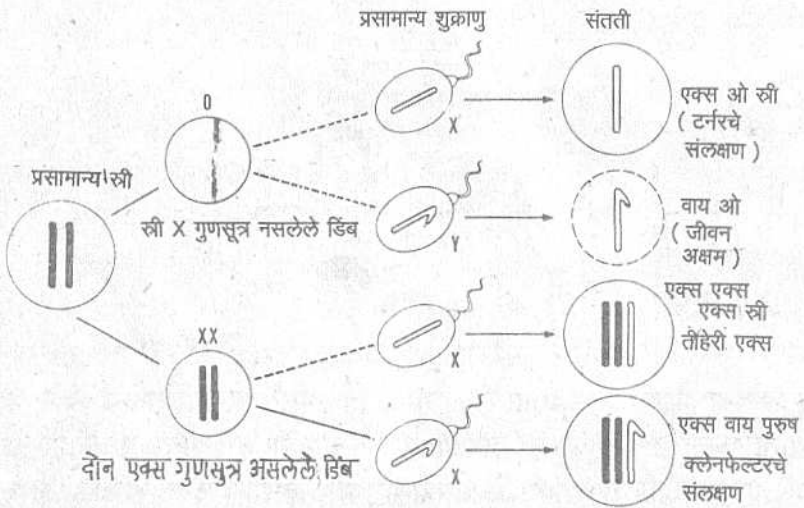 प्रसामान्य शुक्राणु
संतती
O
X
एक्स ओ स्त्री
( टर्नरचे
संलक्षण )
प्रसामान्य स्त्री
स्त्री X गुणसूत्र नसलेले डिंब
Y
वाय ओ
( जीवन
अक्षम )
XX
X
एक्स एक्स
एक्स स्त्री
तीहेरी एक्स
दोन एक्स गुणसुत्र असलेले डिंब
X
एक्स वाय पुरुष
क्लेनफेल्टरचे
संलक्षण